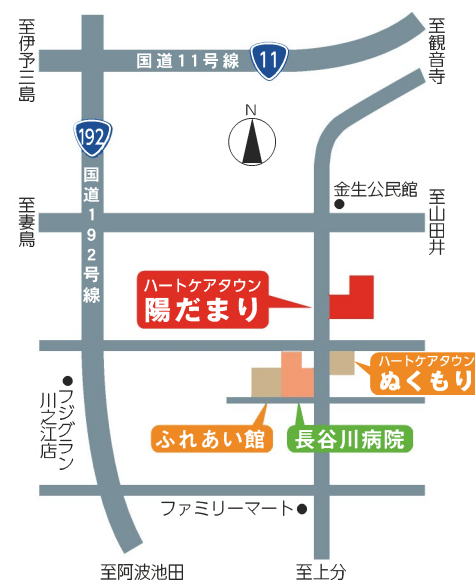 至伊予三島
国道11号線
11
至観音寺
192
国道192号線
N
金生公民館
至妻鳥
至山田井
ハートケアタウン
陽だまり
ハートケアタウン
ぬくもり
フジグラン
川之江店
ふれあい館
長谷川病院
ファミリーマート
至阿波池田
至上分